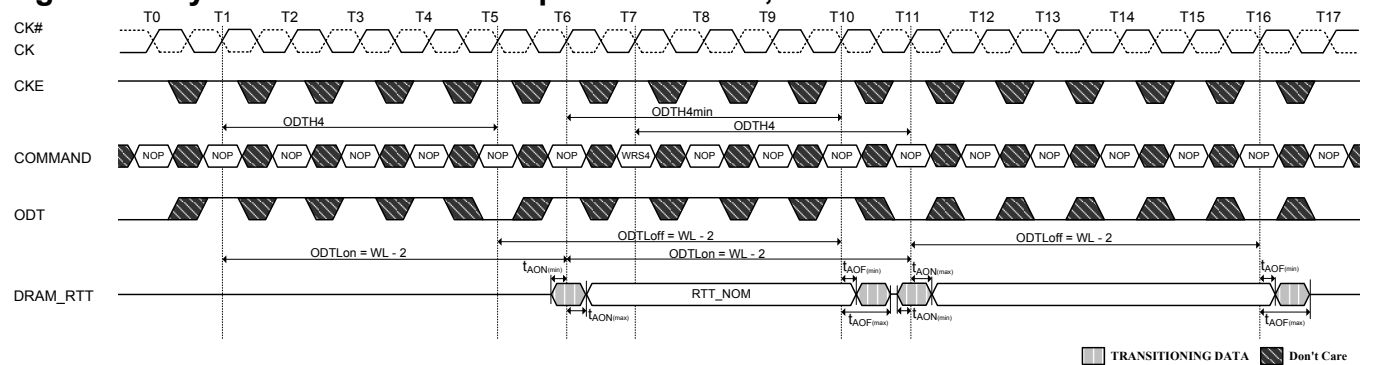 T0 T1 T2 T3 T4 T5 T6 T7 T8 T9 T10 T11 T12 T13 T14 T15 T16 T17
CK#
CK
CKE
ODTH4min
ODTH4 ODTH4
COMMAND NOP NOP NOP NOP NOP NOP NOP WRS4 NOP NOP NOP NOP NOP NOP NOP NOP NOP NOP
ODT
ODTLoff = WL - 2 ODTLoff = WL - 2
ODTLon = WL - 2 ODTLon = WL - 2
tAON(min) tAOF(min) tAON(max) tAOF(min)
DRAM_RTT RTT_NOM
tAON(max) tAOF(max) tAON(min) tAOF(max)
TRANSITIONING DATA Don't Care